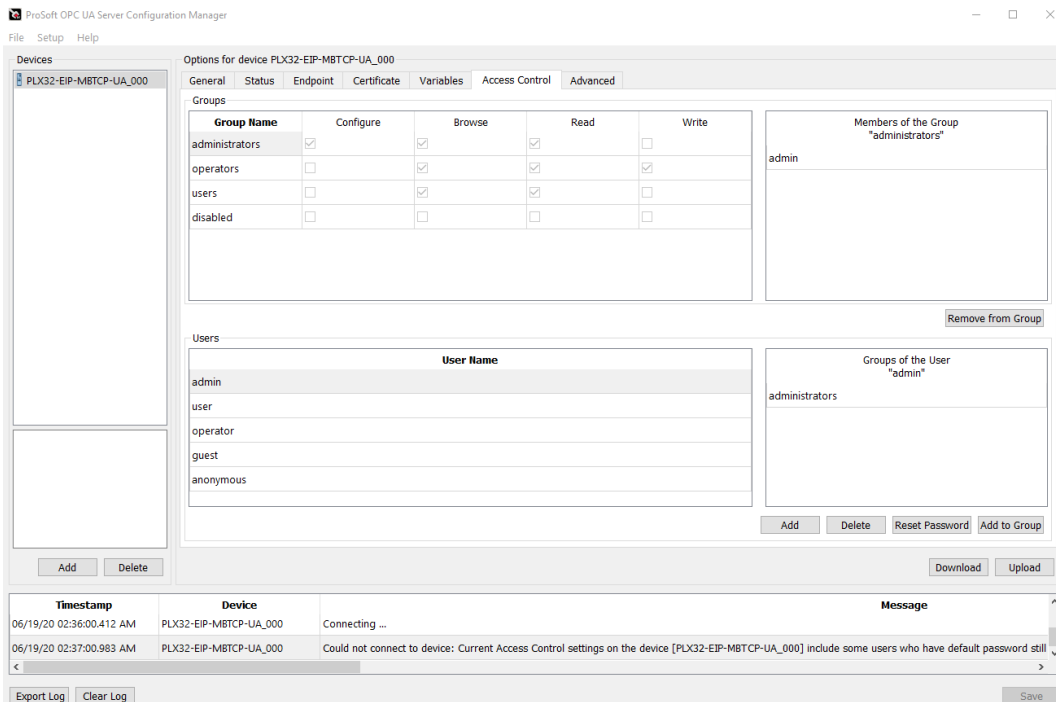 ProSoft OPC UA Server Configuration Manager
File Setup Help
Devices
PLX32-EIP-MBTCP-UA_000
Add Delete
Options for device PLX32-EIP-MBTCP-UA_000
General Status Endpoint Certificate Variables Access Control Advanced
Groups
Group Name Configure Browse Read Write
administrators
operators
users
disabled
Members of the Group
"administrators"
admin
Remove from Group
Users
User Name
admin
user
operator
guest
anonymous
Groups of the User
"admin"
administrators
Add Delete Reset Password Add to Group
Download Upload
Timestamp Device Message
06/19/20 02:36:00.412 AM PLX32-EIP-MBTCP-UA_000 Connecting ...
06/19/20 02:37:00.983 AM PLX32-EIP-MBTCP-UA_000 Could not connect to device: Current Access Control settings on the device [PLX32-EIP-MBTCP-UA_000] include some users who have default password still
Export Log Clear Log Save